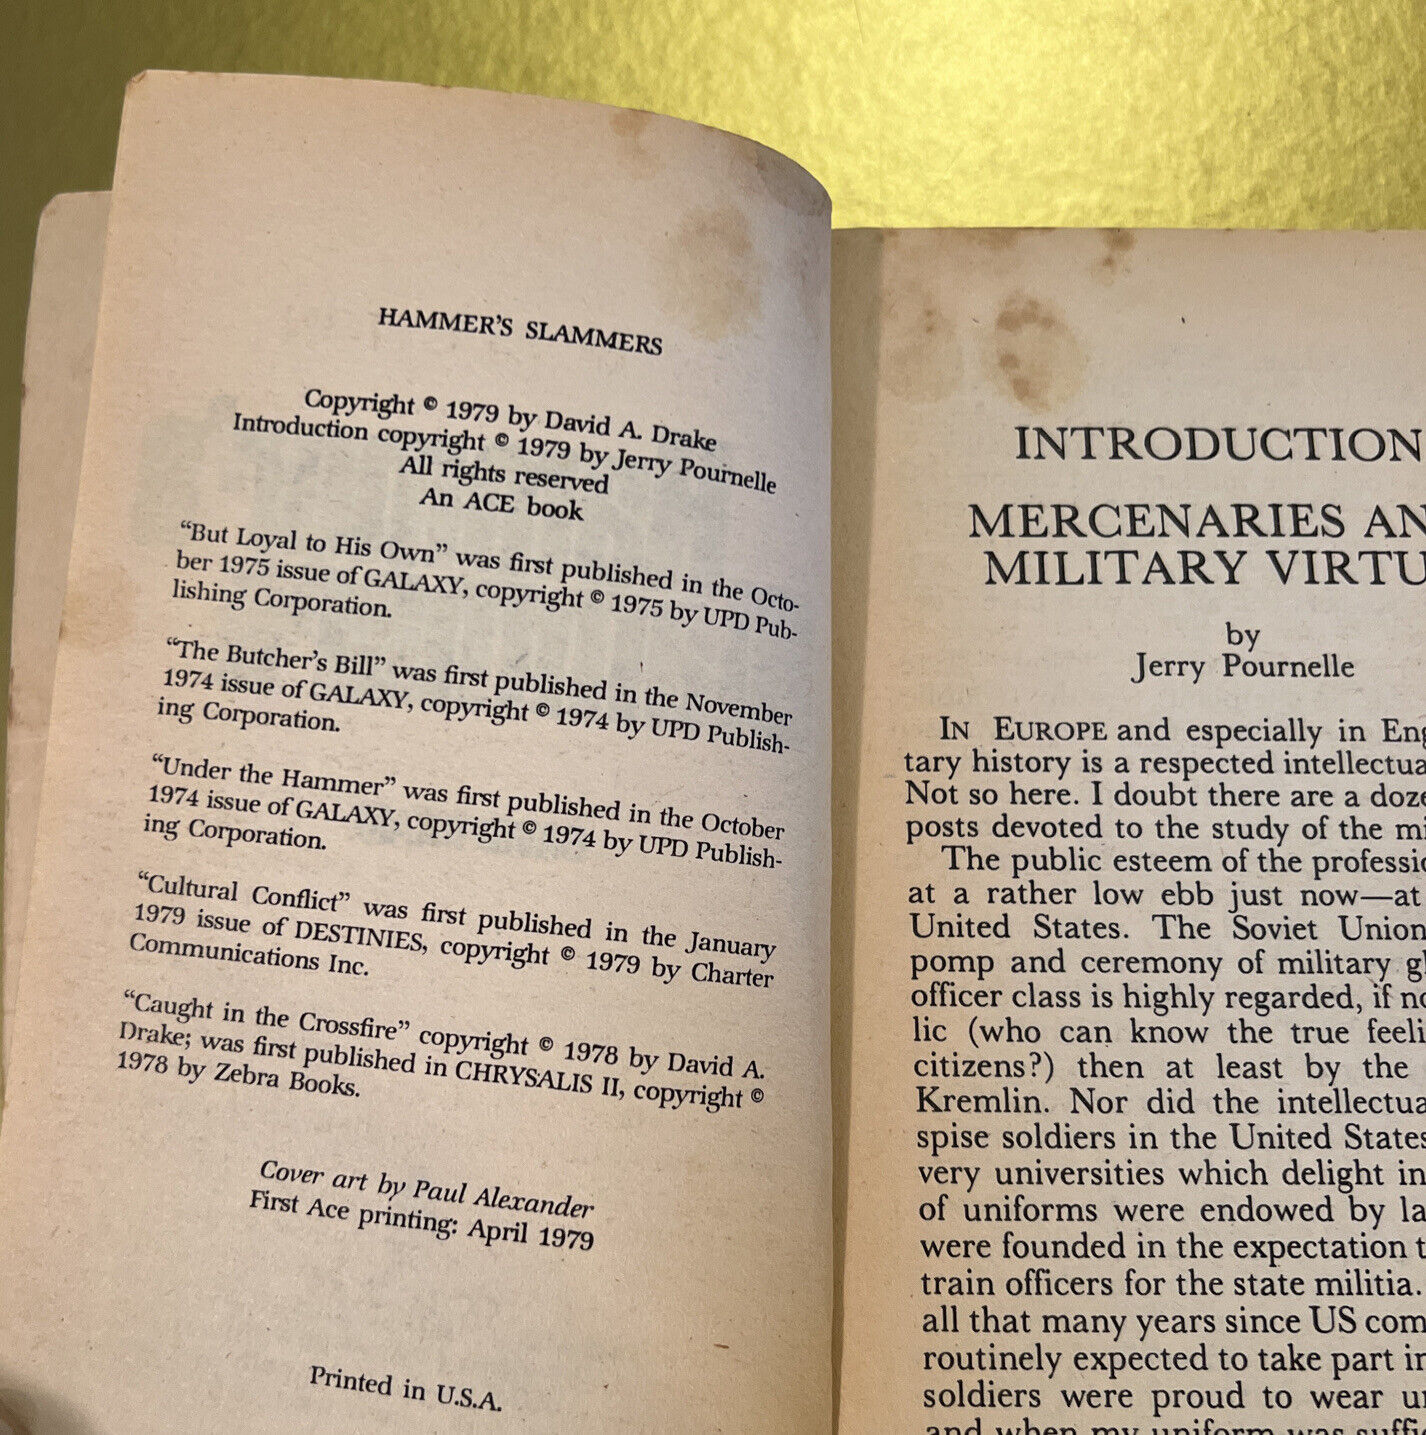 HAMMER'S SLAMMERS
Copyright © 1979 by David A. Drake
Introduction copyright © 1979 by Jerry Pournelle
All rights reserved
An ACE book
“But Loyal to His Own” was first published in the Octo-
ber 1975 issue of GALAXY, copyright © 1975 by UPD Pub-
lishing Corporation.
“The Butcher’s Bill” was first published in the November
1974 issue of GALAXY, copyright © 1974 by UPD Publish-
ing Corporation.
“Under the Hammer” was first published in the October
1974 issue of GALAXY, copyright © 1974 by UPD Publish-
ing Corporation.
“Cultural Conflict” was first published in the January
1979 issue of DESTINIES, copyright © 1979 by Charter
Communications Inc.
“Caught in the Crossfire” copyright © 1978 by David A.
Drake; was first published in CHRYSALIS II, copyright ©
1978 by Zebra Books.
Cover art by Paul Alexander
First Ace printing: April 1979
Printed in U.S.A.
INTRODUCTION
MERCENARIES AN
MILITARY VIRTU
by
Jerry Pournelle
IN EUROPE and especially in Eng
tary history is a respected intellectua
Not so here. I doubt there are a doze
posts devoted to the study of the mi
The public esteem of the professio
at a rather low ebb just now—at
United States. The Soviet Union
pomp and ceremony of military gl
officer class is highly regarded, if no
lic (who can know the true feeli
citizens?) then at least by the
Kremlin. Nor did the intellectua
spise soldiers in the United States
very universities which delight in
of uniforms were endowed by la
were founded in the expectation t
train officers for the state militia.
all that many years since US com
routinely expected to take part in
soldiers were proud to wear u
and when my uniform was suffi